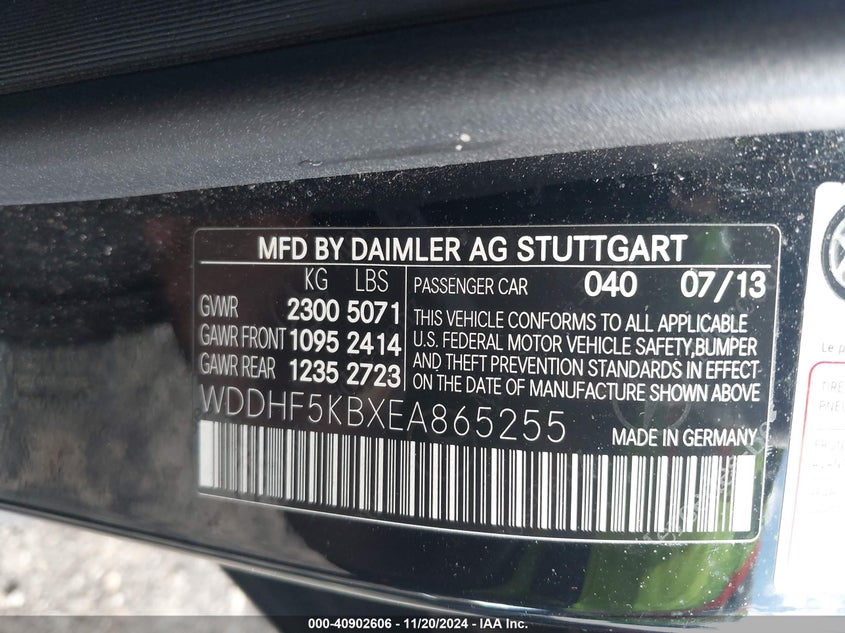 MFD BY DAIMLER AG STUTTGART
KG LBS
GVWR 2300 5071
GAWR FRONT 1095 2414
GAWR REAR 1235 2723
PASSENGER CAR 040 07/13
THIS VEHICLE CONFORMS TO ALL APPLICABLE
U.S. FEDERAL MOTOR VEHICLE SAFETY,BUMPER
AND THEFT PREVENTION STANDARDS IN EFFECT
ON THE DATE OF MANUFACTURE SHOWN ABOVE
WDDHF5KBXEA865255
MADE IN GERMANY
Le p
TIRE
000-40902606 - 11/20/2024 - IAA Inc.